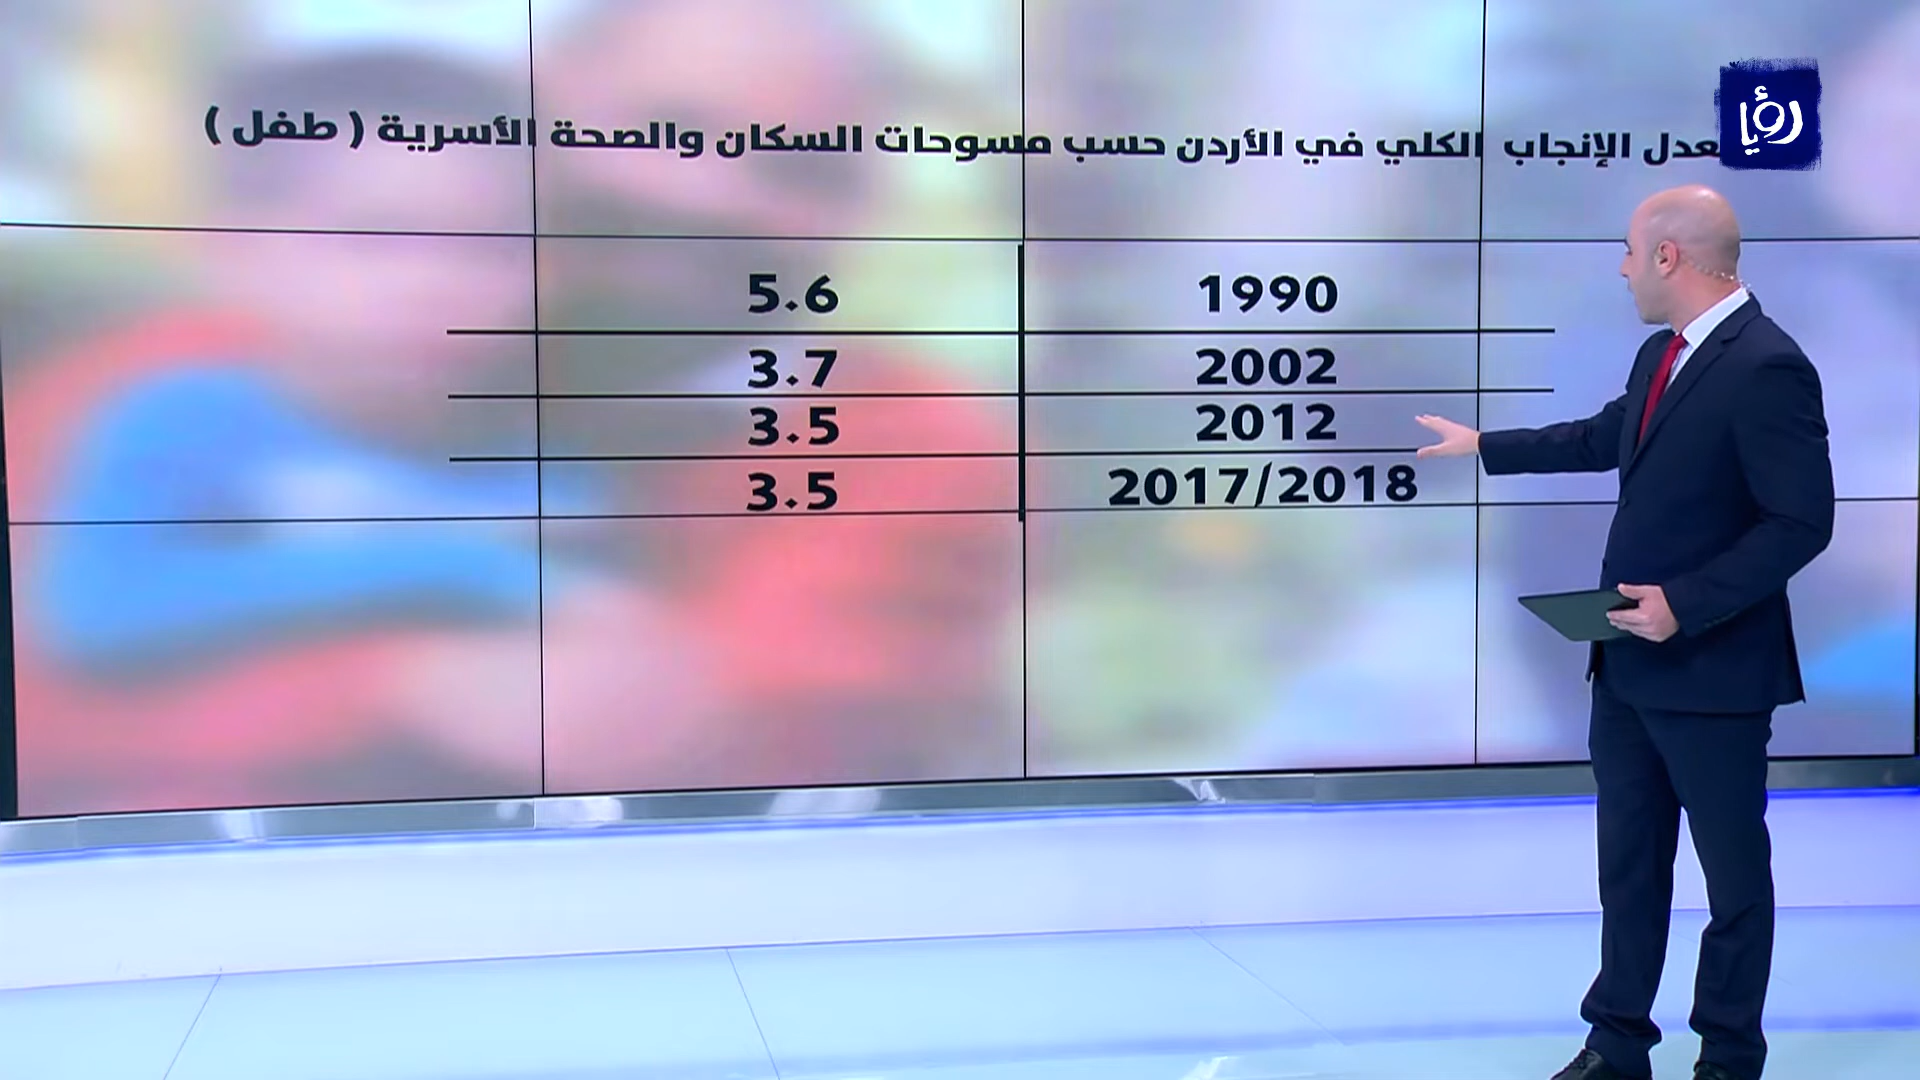 معدل الإنجاب الكلي في الأردن حسب مسوحات السكان والصحة الأسرية ( طفل )
رؤيا
1990 5.6
2002 3.7
2012 3.5
2017/2018 3.5